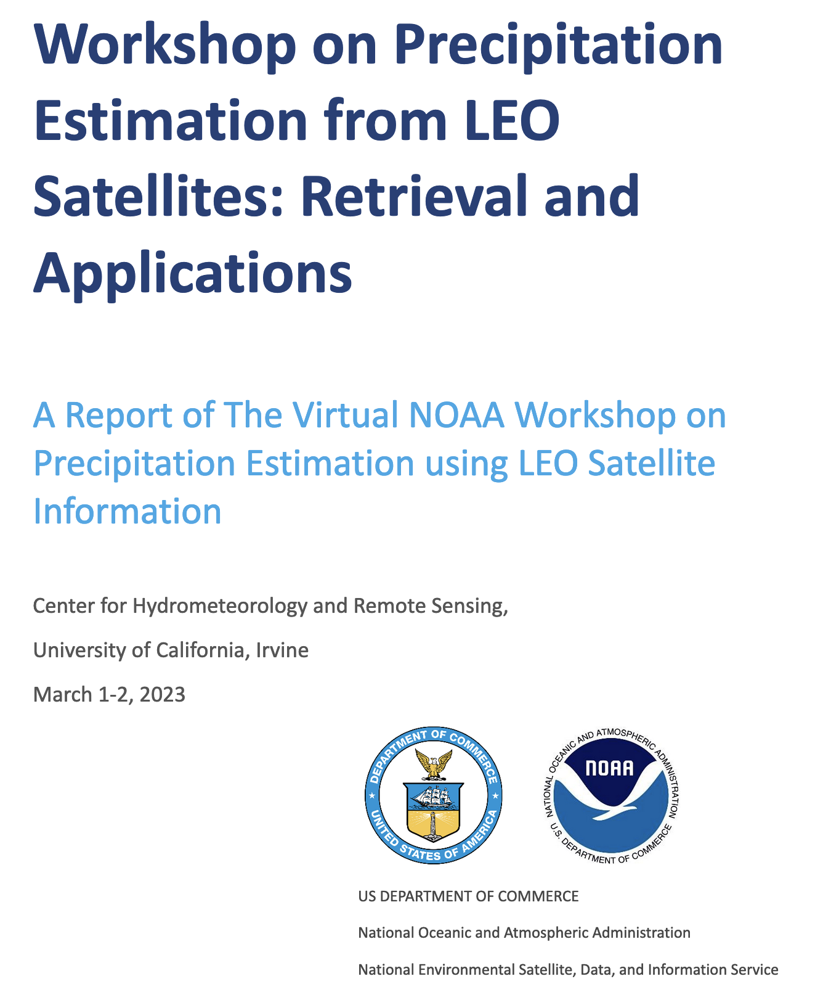 Workshop on Precipitation
Estimation from LEO
Satellites: Retrieval and
Applications
A Report of The Virtual NOAA Workshop on
Precipitation Estimation using LEO Satellite
Information
Center for Hydrometeorology and Remote Sensing,
University of California, Irvine
March 1-2, 2023
DEPARTMENT OF COMMERCE
UNITED STATES OF AMERICA
NATIONAL OCEANIC AND ATMOSPHERIC ADMINISTRATION
NOAA
U.S. DEPARTMENT OF COMMERCE
US DEPARTMENT OF COMMERCE
National Oceanic and Atmospheric Administration
National Environmental Satellite, Data, and Information Service